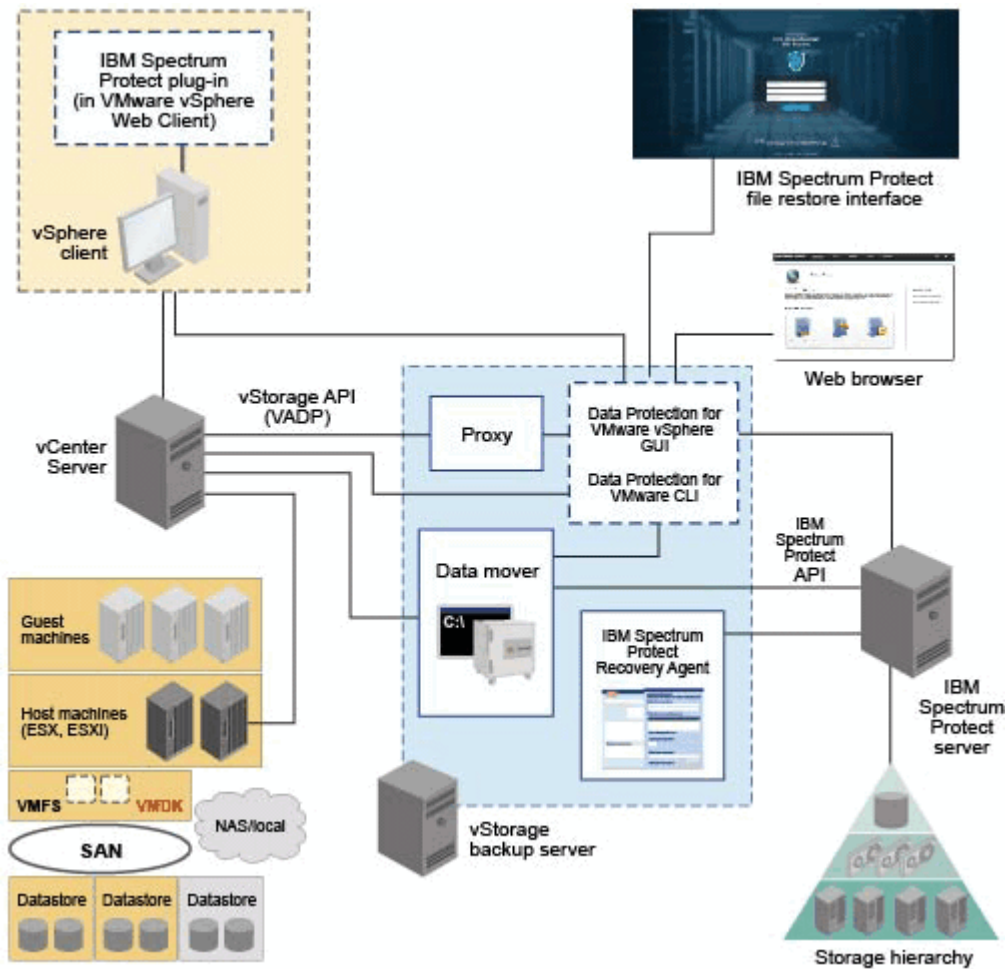 IBM Spectrum
Protect plug-in
(in VMware vSphere
Web Client)
vSphere
client
IBM Spectrum Protect
file restore interface
Web browser
vStorage API
(VADP)
vCenter
Server
Proxy
Data Protection for
VMware vSphere
GUI
Data Protection for
VMware CLI
IBM
Spectrum
Protect
API
Data mover
C:\
IBM Spectrum
Protect
Recovery Agent
Guest
machines
Host machines
(ESX, ESXI)
IBM
Spectrum
Protect
server
VMFS
VMDK
NAS/local
SAN
vStorage
backup server
Datastore
Datastore
Datastore
Storage hierarchy